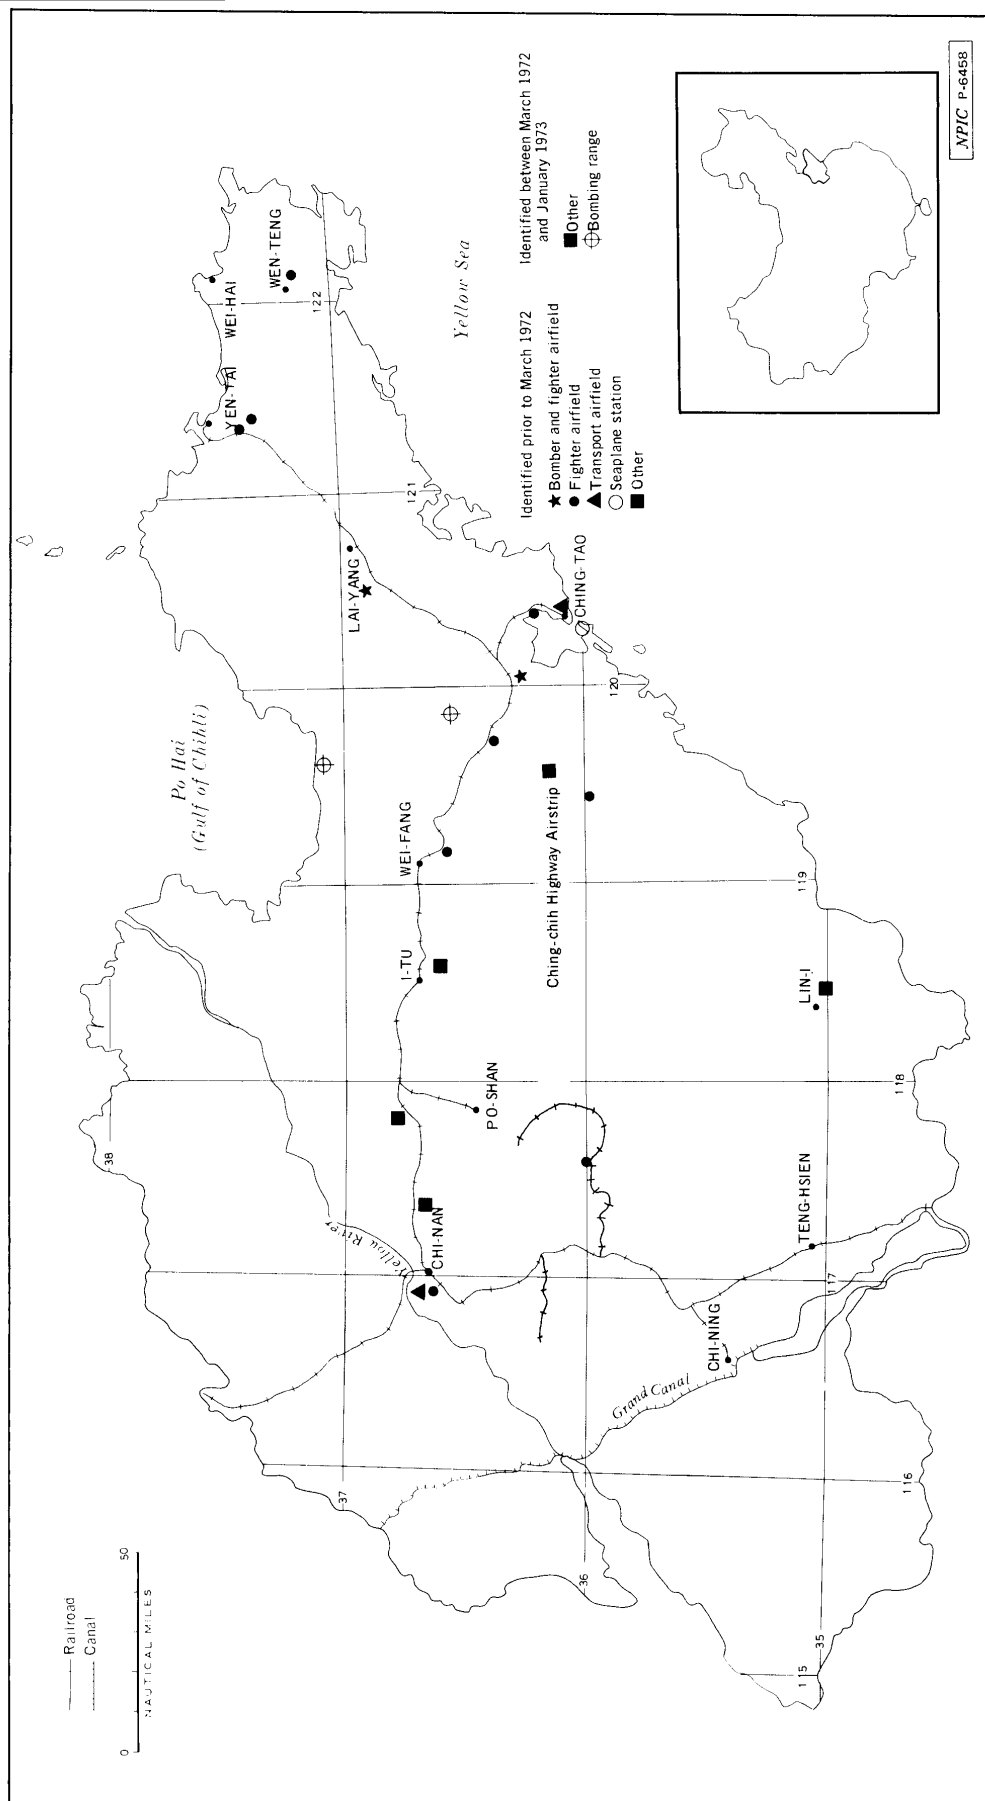 Railroad
Canal
0
50
NAUTICAL MILES
Po Hai
(Gulf of Chihli)
Yellow Sea
YEN-TAI
WEI-HAI
WEN-TENG
LAI-YANG
CHING-TAO
WEI-FANG
I-TU
PO-SHAN
CHI-NAN
Yellow River
Ching-chih Highway Airstrip
LIN-I
TENG-HSIEN
CHI-NING
Grand Canal
38
37
36
35
115
116
117
118
119
120
121
122
Identified prior to March 1972
Bomber and fighter airfield
Fighter airfield
Transport airfield
Seaplane station
Other
Identified between March 1972
and January 1973
Other
Bombing range
NPIC P-6458